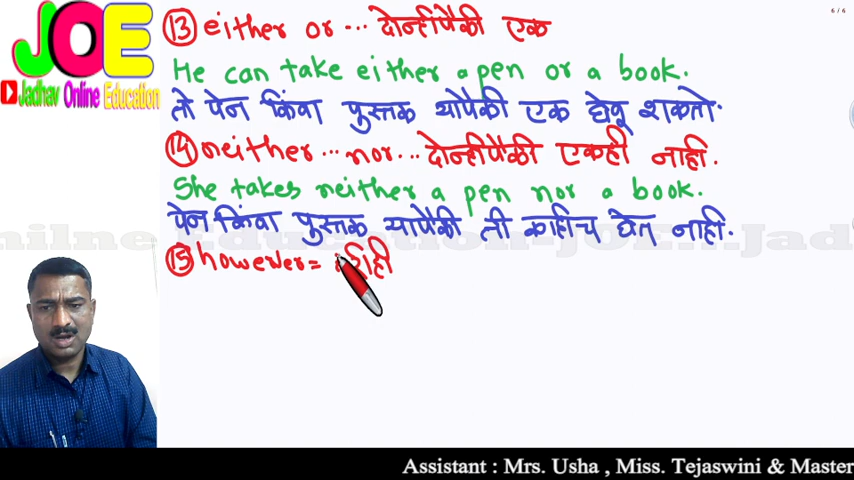 6 / 6
JOE
Jadhav Online Education
13 either or ... दोन्हीपैकी एक
He can take either a pen or a book.
तो पेन किंवा पुस्तक यापैकी एक घेवू शकतो.
14 neither ... nor ... दोन्हीपैकी एकही नाही.
She takes neither a pen nor a book.
पेन किंवा पुस्तक यापैकी ती काहीच घेत नाही.
15 however =
Assistant : Mrs. Usha , Miss. Tejaswini & Master